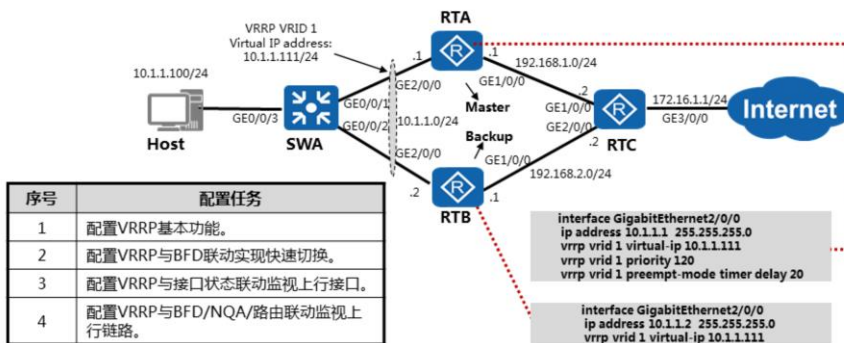 RTA
VRRP VRID 1
Virtual IP address:
10.1.1.111/24
.1
.1
192.168.1.0/24
10.1.1.100/24
GE2/0/0
GE1/0/0
Master
.2
172.16.1.1/24
GE0/0/1
GE1/0/0
Internet
GE0/0/3
GE0/0/2
10.1.1.0/24
Backup
GE2/0/0
GE3/0/0
Host
SWA
RTC
GE2/0/0
GE1/0/0
.2
192.168.2.0/24
.2
.1
RTB
序号 配置任务
1 配置VRRP基本功能。
2 配置VRRP与BFD联动实现快速切换。
3 配置VRRP与接口状态联动监视上行接口。
4 配置VRRP与BFD/NQA/路由联动监视上
行链路。
interface GigabitEthernet2/0/0
ip address 10.1.1.1 255.255.255.0
vrrp vrid 1 virtual-ip 10.1.1.111
vrrp vrid 1 priority 120
vrrp vrid 1 preempt-mode timer delay 20
interface GigabitEthernet2/0/0
ip address 10.1.1.2 255.255.255.0
vrrp vrid 1 virtual-ip 10.1.1.111